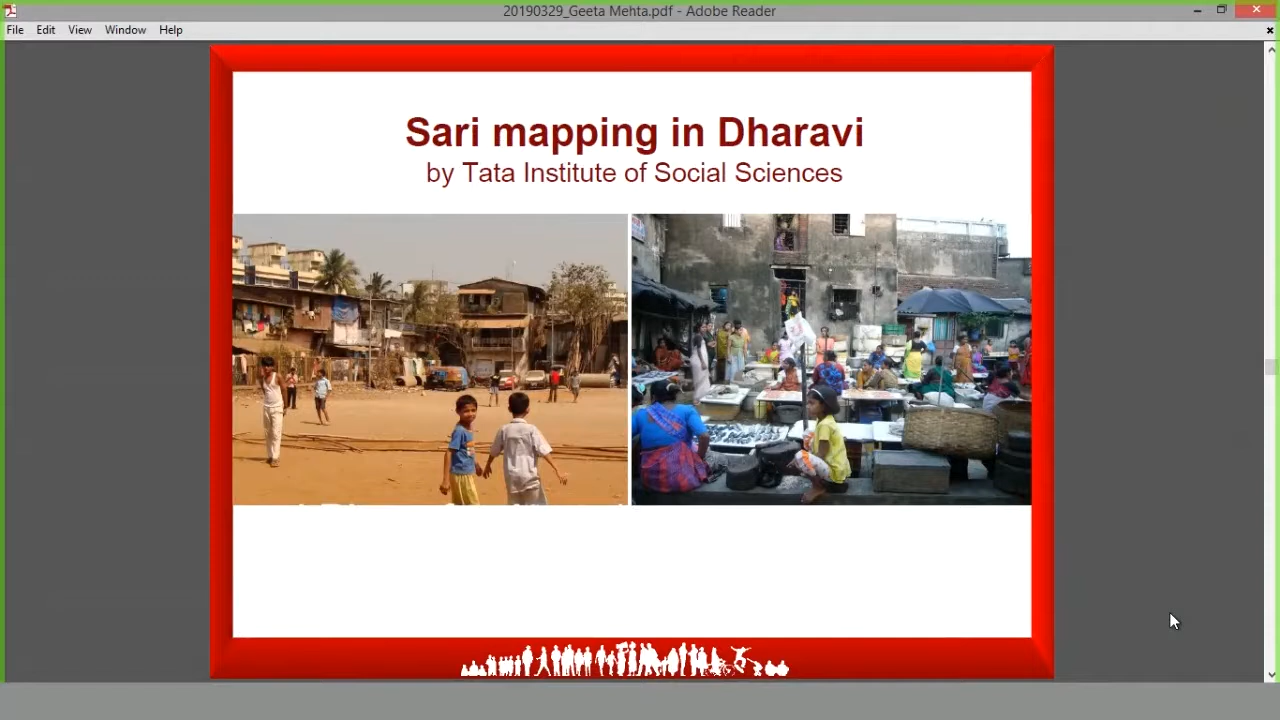 20190329_Geeta Mehta.pdf - Adobe Reader
File Edit View Window Help
Sari mapping in Dharavi
by Tata Institute of Social Sciences